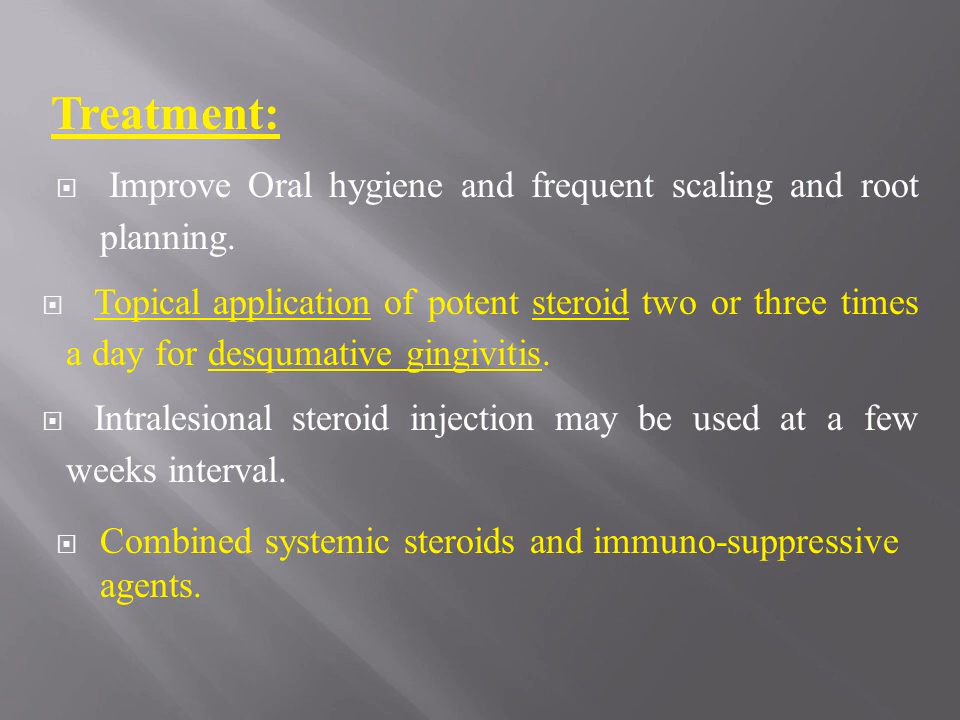 Treatment:
Improve Oral hygiene and frequent scaling and root
planning.
Topical application of potent steroid two or three times
a day for desqumative gingivitis.
Intralesional steroid injection may be used at a few
weeks interval.
Combined systemic steroids and immuno-suppressive
agents.